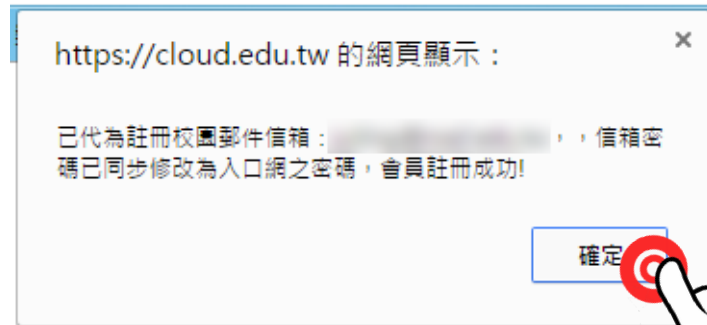 https://cloud.edu.tw 的網頁顯示：
已代為註冊校園郵件信箱： ，，信箱密
碼已同步修改為入口網之密碼，會員註冊成功!
確定